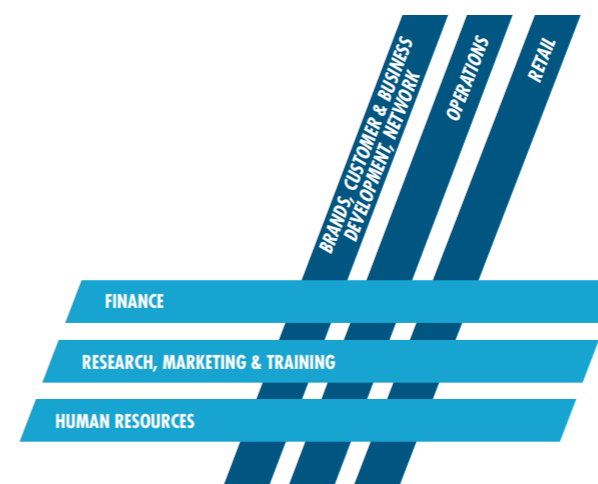 BRANDS, CUSTOMER & BUSINESS
DEVELOPMENT, NETWORK
OPERATIONS
RETAIL
FINANCE
RESEARCH, MARKETING & TRAINING
HUMAN RESOURCES